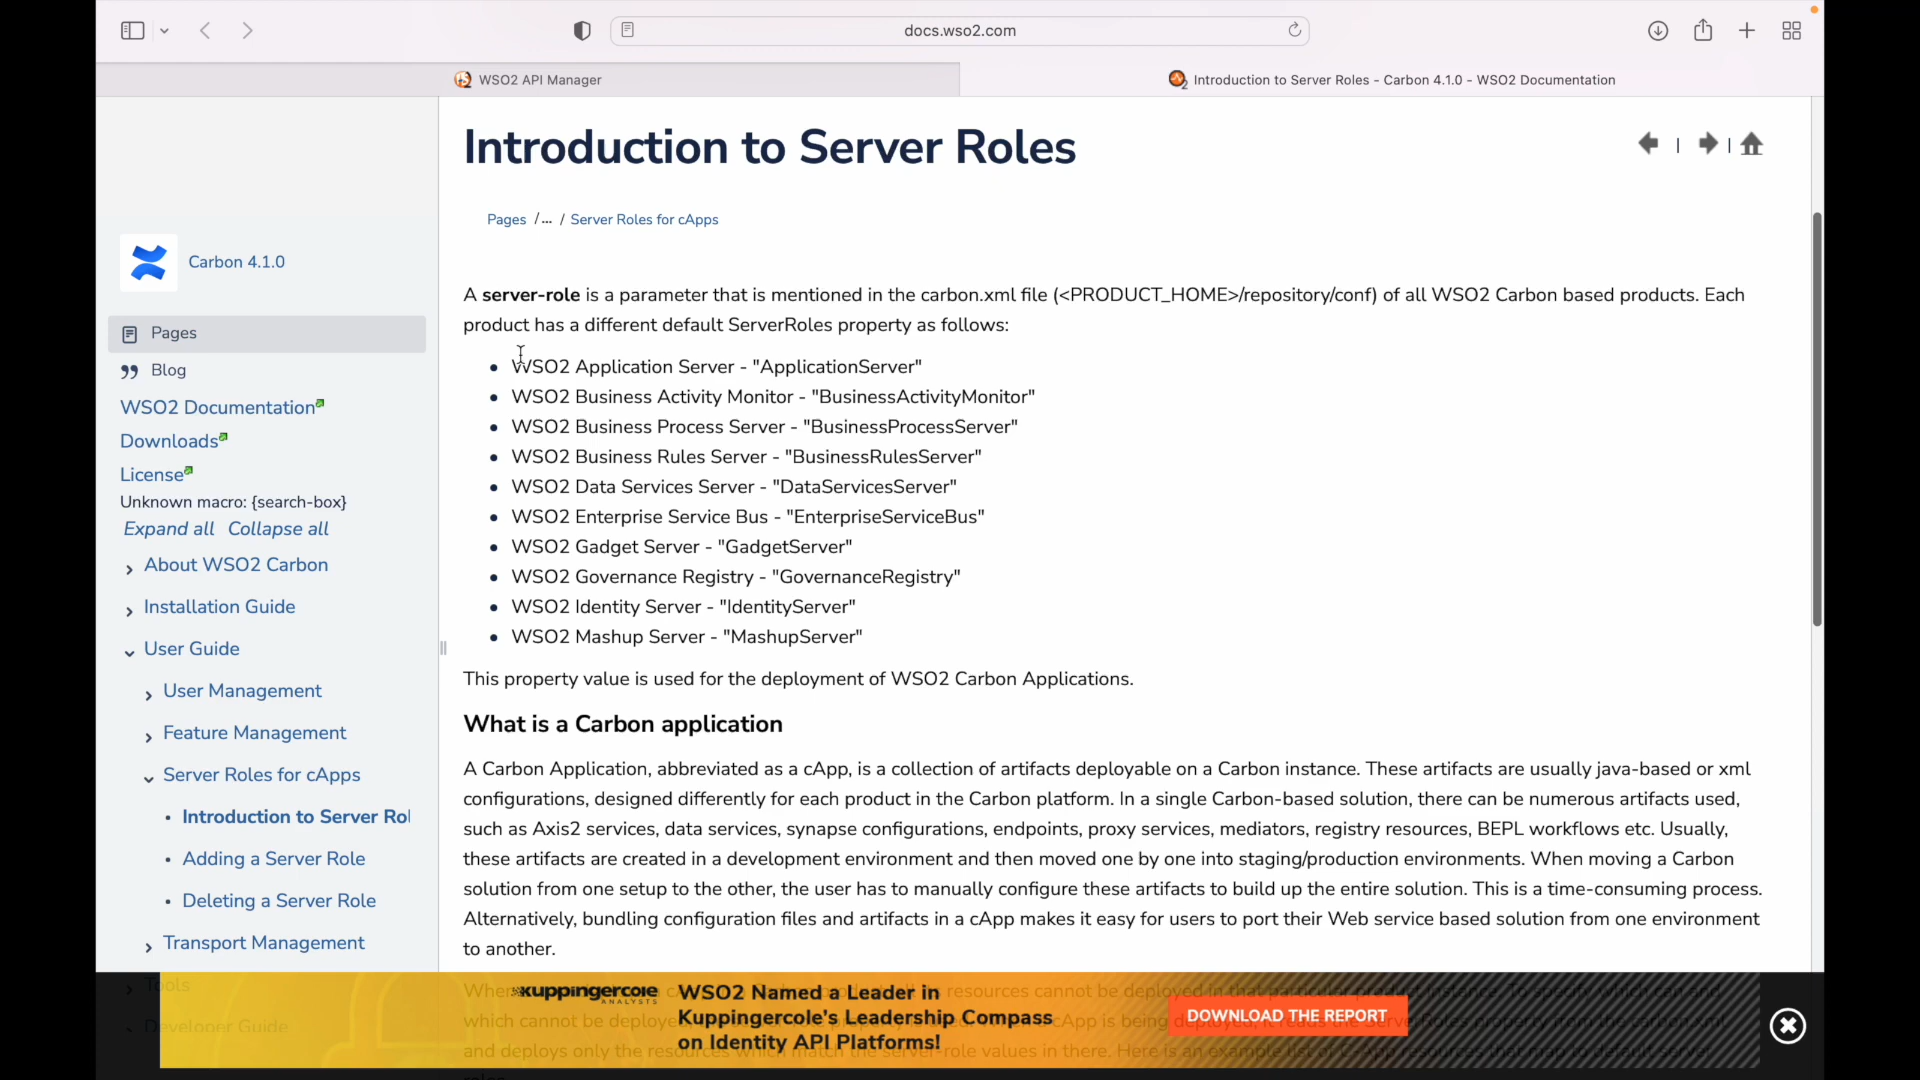 docs.wso2.com
WSO2 API Manager
Introduction to Server Roles - Carbon 4.1.0 - WSO2 Documentation
Introduction to Server Roles
Pages /... / Server Roles for cApps
Carbon 4.1.0
Pages
Blog
WSO2 Documentation
Downloads
License
Unknown macro: {search-box}
Expand all Collapse all
About WSO2 Carbon
Installation Guide
User Guide
User Management
Feature Management
Server Roles for cApps
Introduction to Server Rol
Adding a Server Role
Deleting a Server Role
Transport Management
Tools
Developer Guide
A server-role is a parameter that is mentioned in the carbon.xml file (<PRODUCT_HOME>/repository/conf) of all WSO2 Carbon based products. Each
product has a different default ServerRoles property as follows:
WSO2 Application Server - "ApplicationServer"
WSO2 Business Activity Monitor - "BusinessActivityMonitor"
WSO2 Business Process Server - "BusinessProcessServer"
WSO2 Business Rules Server - "BusinessRulesServer"
WSO2 Data Services Server - "DataServicesServer"
WSO2 Enterprise Service Bus - "EnterpriseServiceBus"
WSO2 Gadget Server - "GadgetServer"
WSO2 Governance Registry - "GovernanceRegistry"
WSO2 Identity Server - "IdentityServer"
WSO2 Mashup Server - "MashupServer"
This property value is used for the deployment of WSO2 Carbon Applications.
What is a Carbon application
A Carbon Application, abbreviated as a cApp, is a collection of artifacts deployable on a Carbon instance. These artifacts are usually java-based or xml
configurations, designed differently for each product in the Carbon platform. In a single Carbon-based solution, there can be numerous artifacts used,
such as Axis2 services, data services, synapse configurations, endpoints, proxy services, mediators, registry resources, BEPL workflows etc. Usually,
these artifacts are created in a development environment and then moved one by one into staging/production environments. When moving a Carbon
solution from one setup to the other, the user has to manually configure these artifacts to build up the entire solution. This is a time-consuming process.
Alternatively, bundling configuration files and artifacts in a cApp makes it easy for users to port their Web service based solution from one environment
to another.
kuppingercole
ANALYSTS
WSO2 Named a Leader in
Kuppingercole's Leadership Compass
on Identity API Platforms!
DOWNLOAD THE REPORT